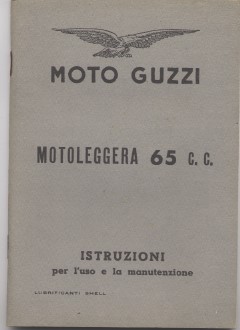 MOTO GUZZI
MOTOLEGGERA 65 C. C.
ISTRUZIONI
per l'uso e la manutenzione
LUBRIFICANTI SHELL